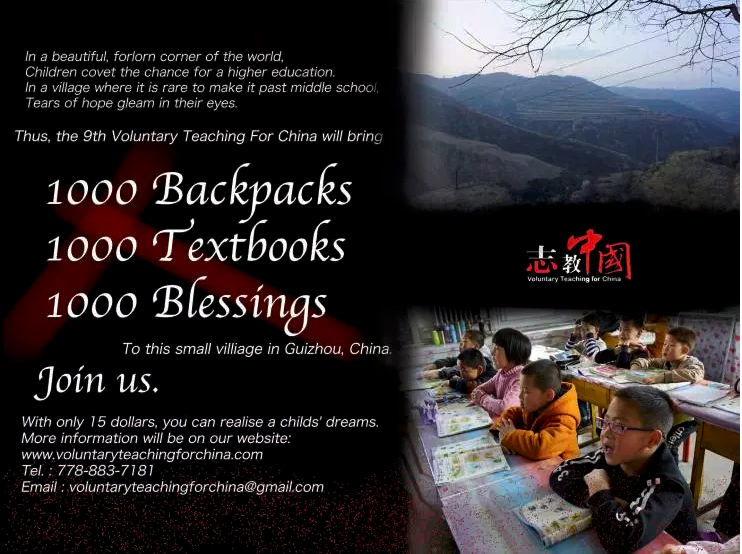 In a beautiful, forlorn corner of the world,
Children covet the chance for a higher education.
In a village where it is rare to make it past middle school,
Tears of hope gleam in their eyes.
Thus, the 9th Voluntary Teaching For China will bring
1000 Backpacks
1000 Textbooks
1000 Blessings
To this small villiage in Guizhou, China.
Join us.
With only 15 dollars, you can realise a childs' dreams.
More information will be on our website:
www.voluntaryteachingforchina.com
Tel. : 778-883-7181
Email : voluntaryteachingforchina@gmail.com
志教中國
Voluntary Teaching for China